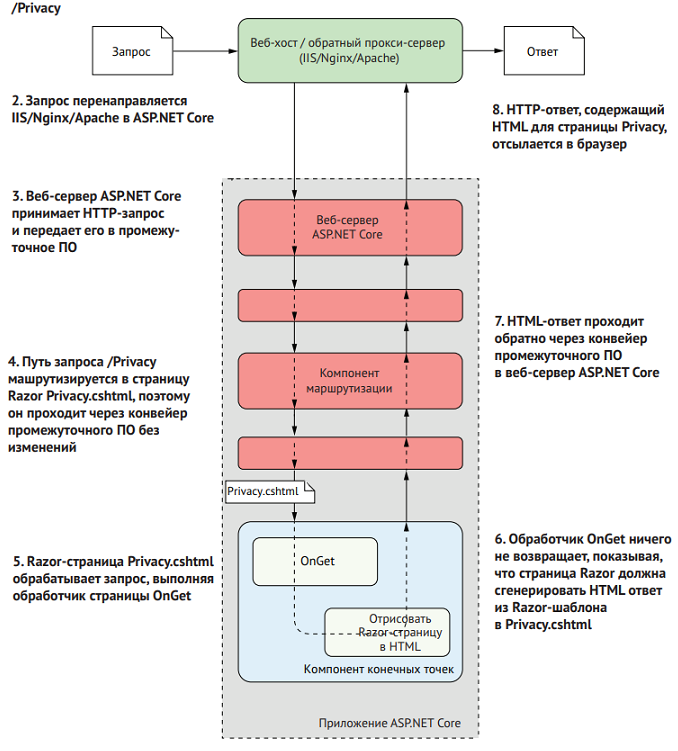 /Privacy
Запрос
Веб-хост / обратный прокси-сервер
(IIS/Nginx/Apache)
Ответ
2. Запрос перенаправляется
IIS/Nginx/Apache в ASP.NET Core
8. HTTP-ответ, содержащий
HTML для страницы Privacy,
отсылается в браузер
3. Веб-сервер ASP.NET Core
принимает HTTP-запрос
и передает его в промежу-
точное ПО
Веб-сервер
ASP.NET Core
7. HTML-ответ проходит
обратно через конвейер
промежуточного ПО
в веб-сервер ASP.NET Core
4. Путь запроса /Privacy
машрутизируется в страницу
Razor Privacy.cshtml, поэтому
он проходит через конвейер
промежуточного ПО без
изменений
Компонент
маршрутизации
Privacy.cshtml
5. Razor-страница Privacy.cshtml
обрабатывает запрос, выполняя
обработчик страницы OnGet
OnGet
6. Обработчик OnGet ничего
не возвращает, показывая,
что страница Razor должна
сгенерировать HTML ответ
из Razor-шаблона
в Privacy.cshtml
Отрисовать
Razor-страницу
в HTML
Компонент конечных точек
Приложение ASP.NET Core